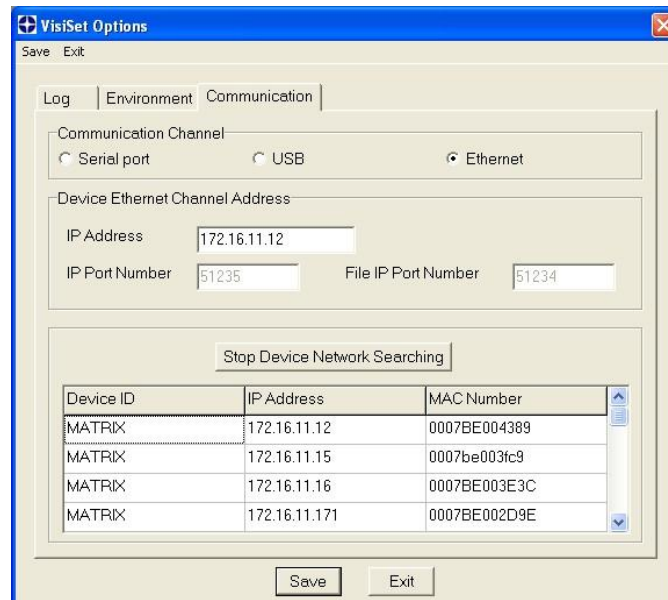 VisiSet Options
Save Exit
Log Environment Communication
Communication Channel
Serial port USB Ethernet
Device Ethernet Channel Address
IP Address 172.16.11.12
IP Port Number 51235 File IP Port Number 51234
Stop Device Network Searching
Device ID IP Address MAC Number
MATRIX 172.16.11.12 0007BE004389
MATRIX 172.16.11.15 0007be003fc9
MATRIX 172.16.11.16 0007BE003E3C
MATRIX 172.16.11.171 0007BE002D9E
Save Exit